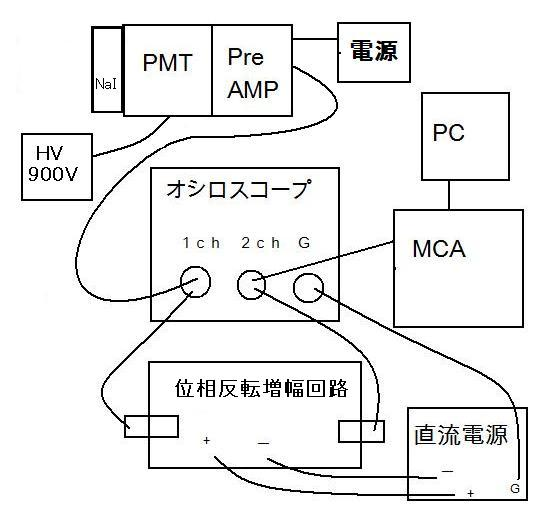 NaI
PMT
Pre
AMP
電源
HV
900V
PC
オシロスコープ
1ch 2ch G
MCA
位相反転増幅回路
+ −
直流電源
−
+ G